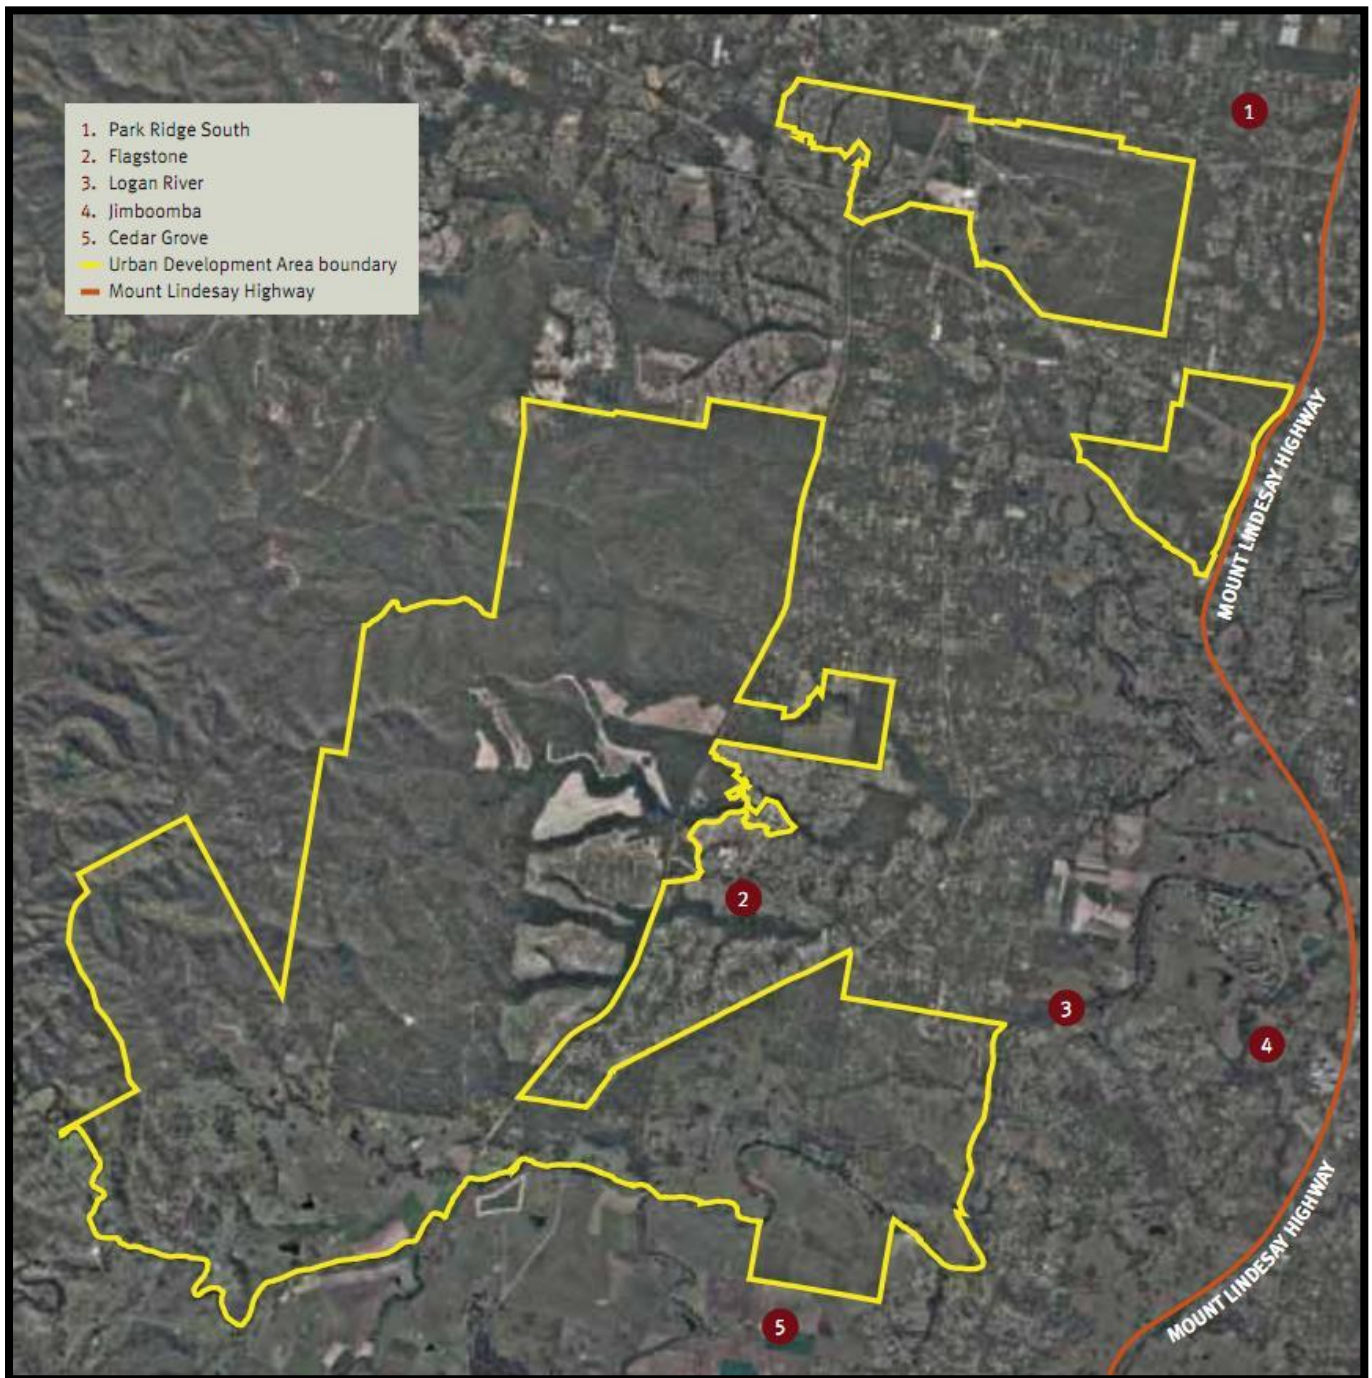 1. Park Ridge South
2. Flagstone
3. Logan River
4. Jimboomba
5. Cedar Grove
Urban Development Area boundary
Mount Lindesay Highway
1
MOUNT LINDESAY HIGHWAY
2
3
4
MOUNT LINDESAY HIGHWAY
5